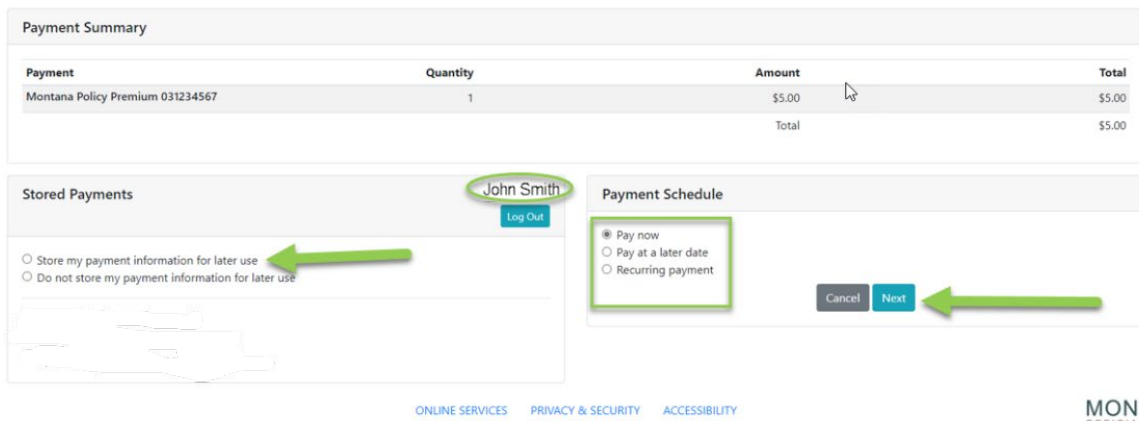 Payment Summary
Payment Quantity Amount Total
Montana Policy Premium 031234567 1 $5.00 $5.00
Total $5.00
Stored Payments
John Smith
Log Out
Store my payment information for later use
Do not store my payment information for later use
Payment Schedule
Pay now
Pay at a later date
Recurring payment
Cancel Next
ONLINE SERVICES PRIVACY & SECURITY ACCESSIBILITY
MON